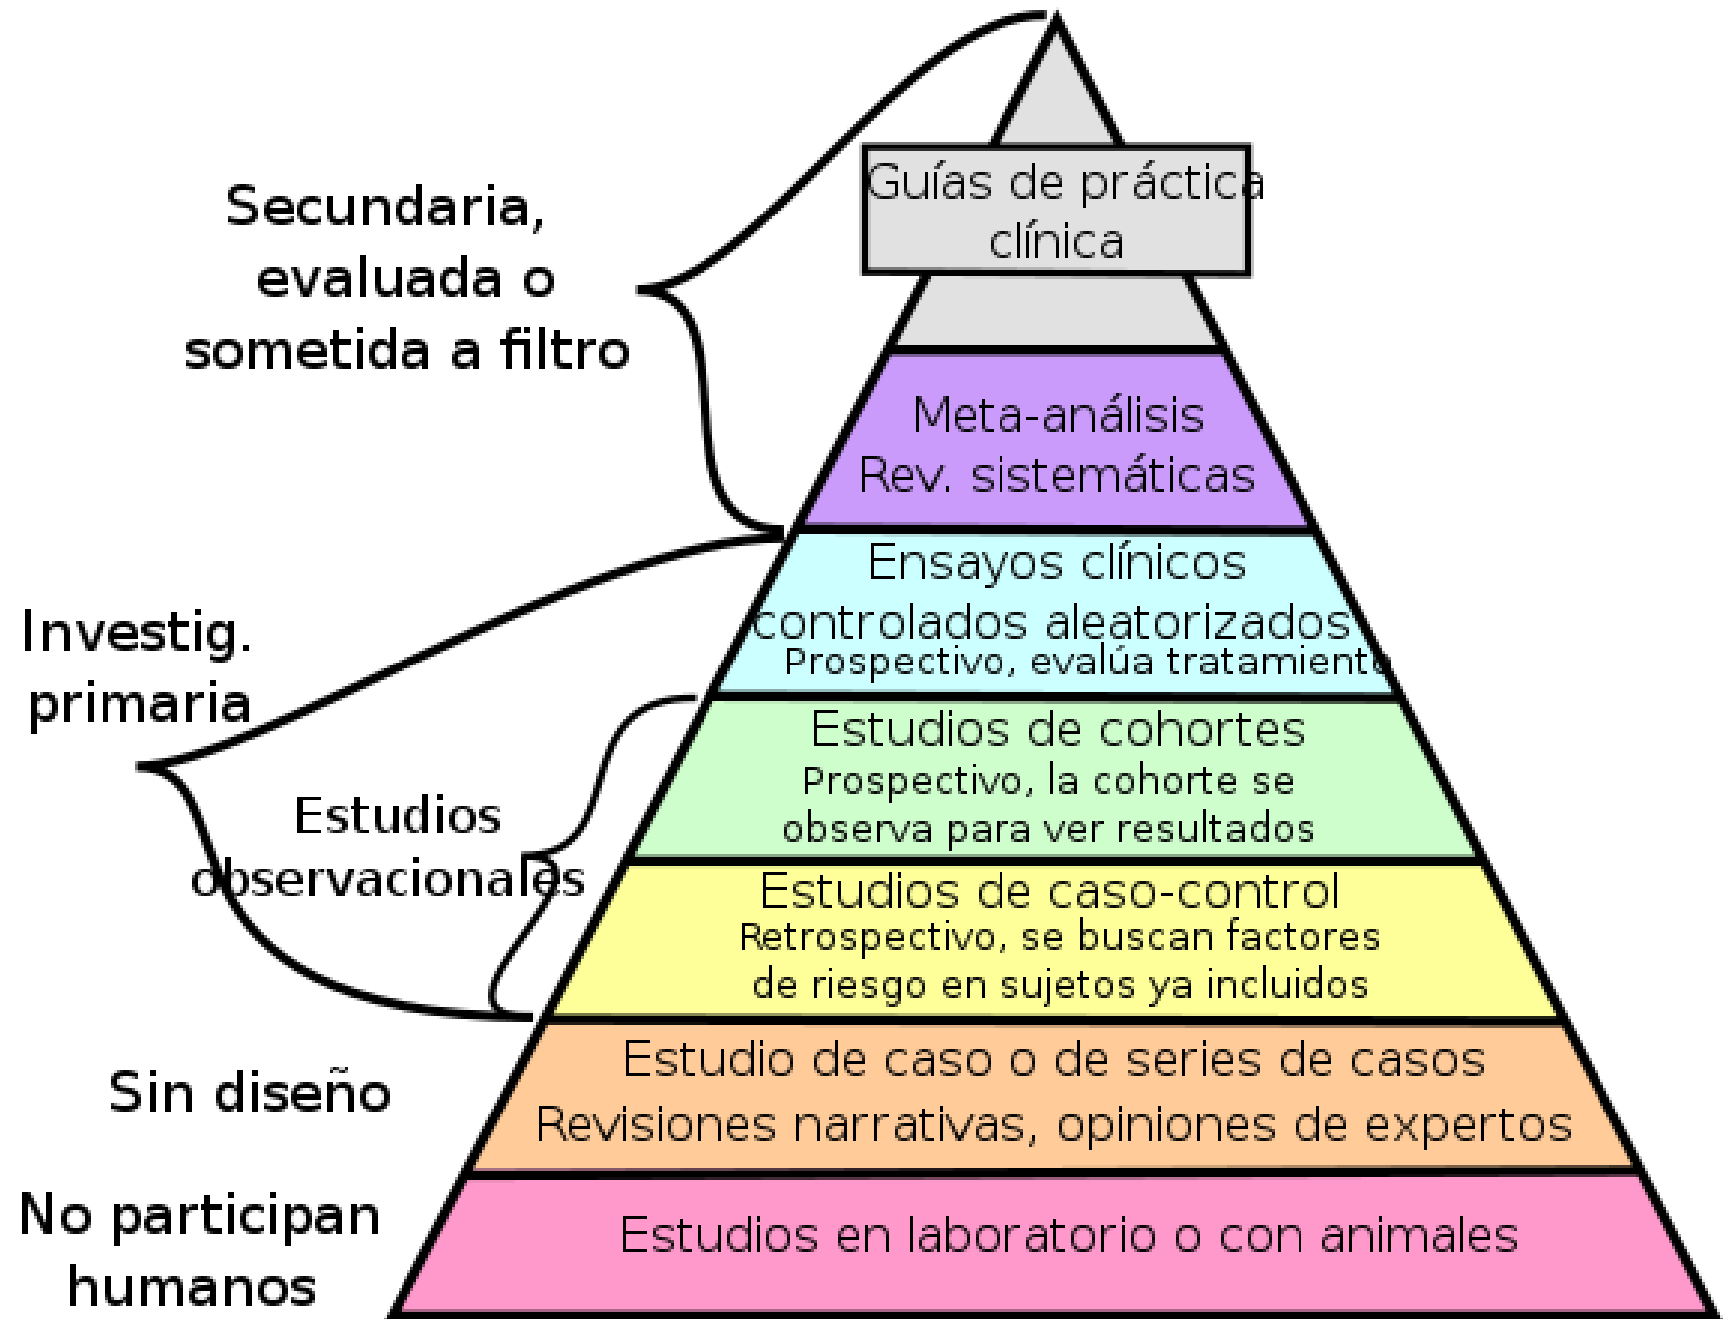 Guías de práctica
clínica
Secundaria,
evaluada o
sometida a filtro
Meta-análisis
Rev. sistemáticas
Ensayos clínicos
controlados aleatorizados
Prospectivo, evalúa tratamiento
Investig.
primaria
Estudios de cohortes
Prospectivo, la cohorte se
observa para ver resultados
Estudios
observacionales
Estudios de caso-control
Retrospectivo, se buscan factores
de riesgo en sujetos ya incluidos
Sin diseño
Estudio de caso o de series de casos
Revisiones narrativas, opiniones de expertos
No participan
humanos
Estudios en laboratorio o con animales